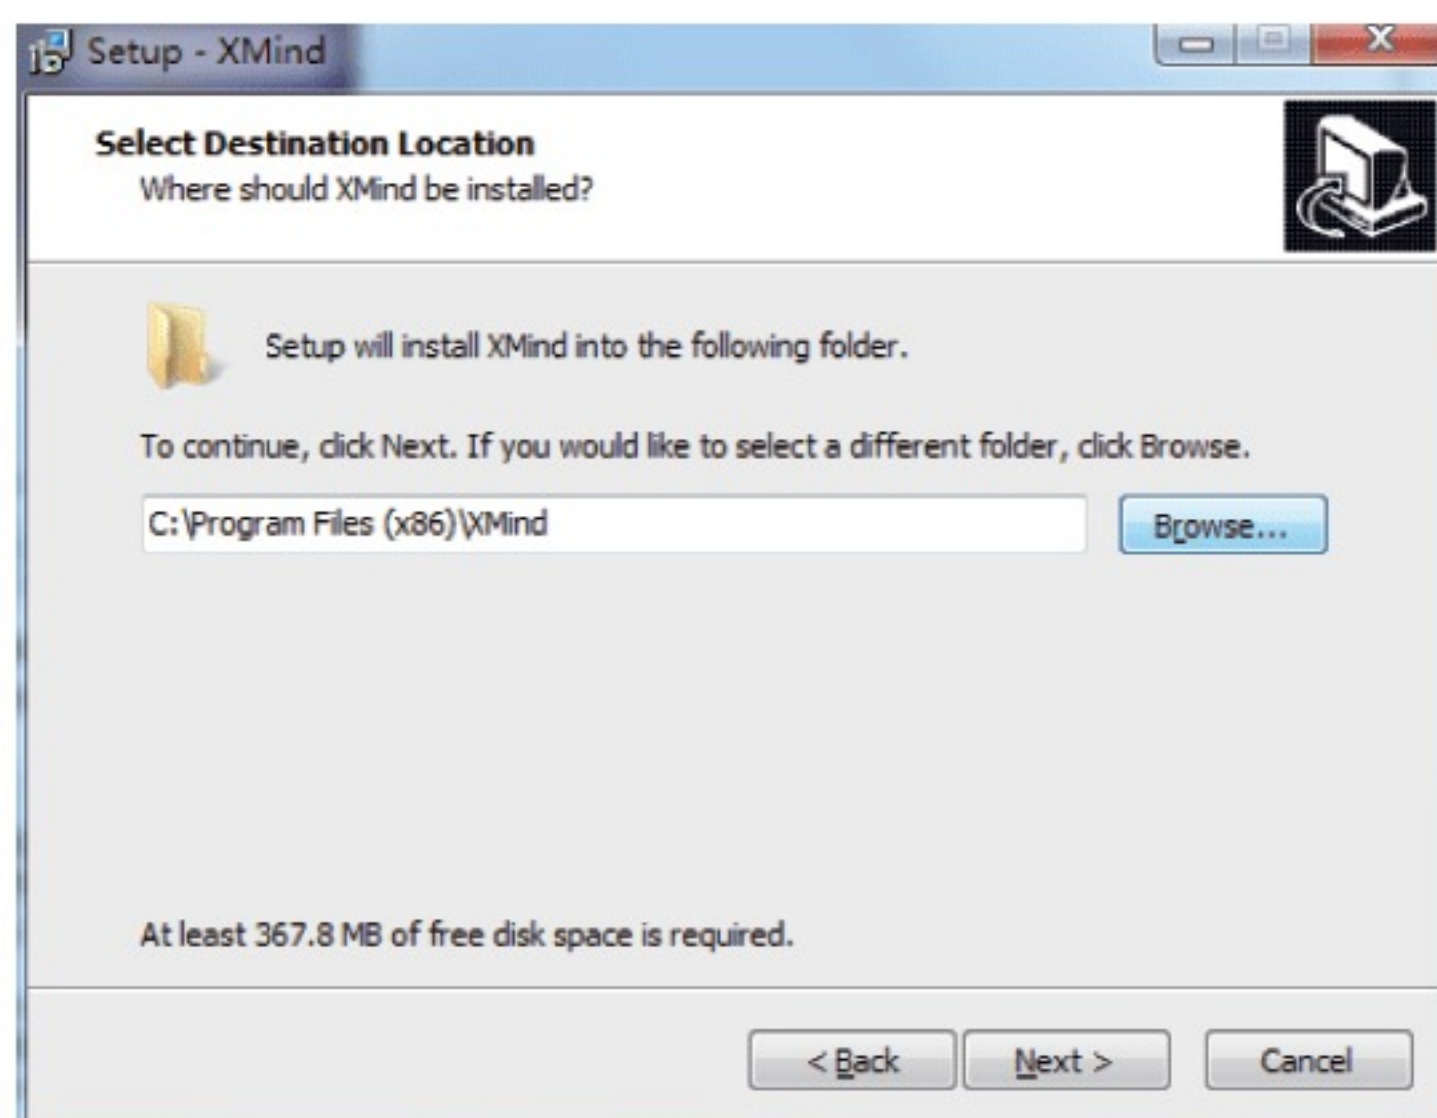 Setup - XMind
Select Destination Location
Where should XMind be installed?
Setup will install XMind into the following folder.
To continue, click Next. If you would like to select a different folder, click Browse.
C:\Program Files (x86)\XMind
Browse...
At least 367.8 MB of free disk space is required.
< Back Next > Cancel